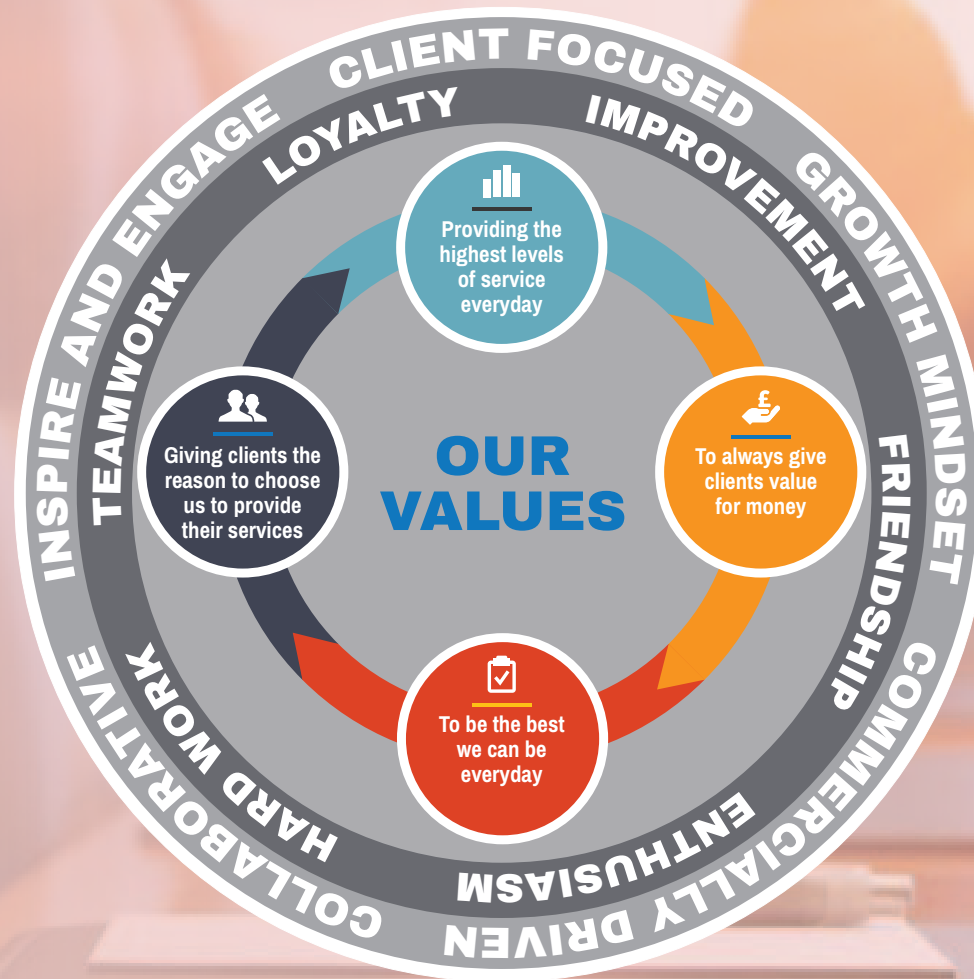 CLIENT FOCUSED
GROWTH MINDSET
COMMERCIALLY DRIVEN
COLLABORATIVE
INSPIRE AND ENGAGE
LOYALTY
IMPROVEMENT
FRIENDSHIP
ENTHUSIASM
HARD WORK
TEAMWORK
Providing the
highest levels
of service
everyday
£
To always give
clients value
for money
To be the best
we can be
everyday
Giving clients the
reason to choose
us to provide
their services
OUR
VALUES